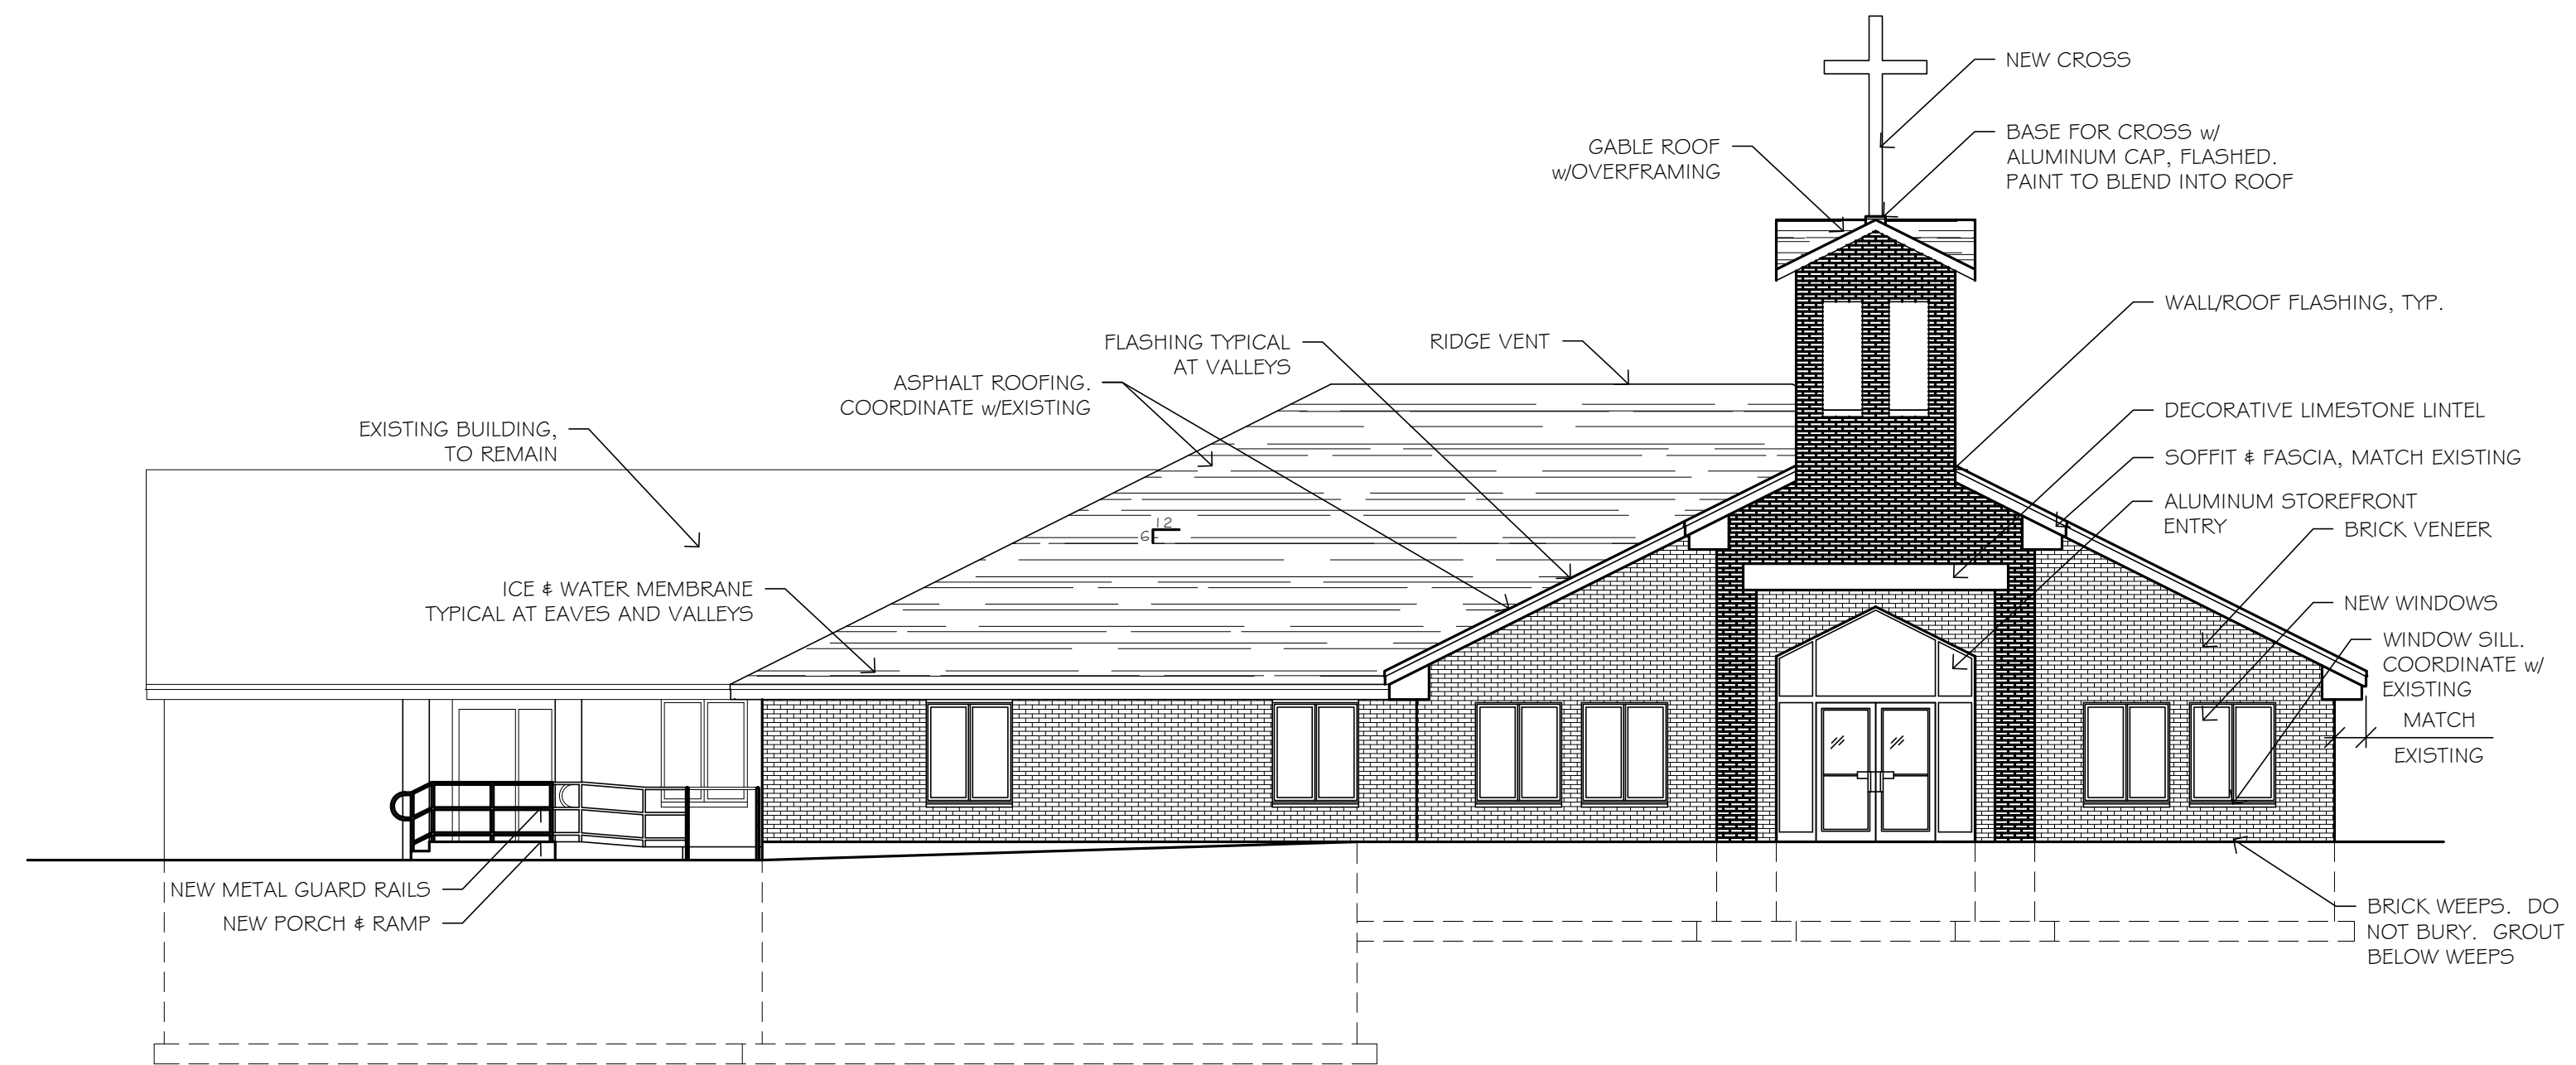 NEW CROSS
BASE FOR CROSS w/
ALUMINUM CAP, FLASHED.
PAINT TO BLEND INTO ROOF
GABLE ROOF
w/OVERFRAMING
WALL/ROOF FLASHING, TYP.
FLASHING TYPICAL
AT VALLEYS
RIDGE VENT
ASPHALT ROOFING.
COORDINATE w/EXISTING
DECORATIVE LIMESTONE LINTEL
EXISTING BUILDING,
TO REMAIN
SOFFIT & FASCIA, MATCH EXISTING
ALUMINUM STOREFRONT
ENTRY
BRICK VENEER
12
6
ICE & WATER MEMBRANE
TYPICAL AT EAVES AND VALLEYS
NEW WINDOWS
WINDOW SILL.
COORDINATE w/
EXISTING
MATCH
EXISTING
NEW METAL GUARD RAILS
NEW PORCH & RAMP
BRICK WEEPS. DO
NOT BURY. GROUT
BELOW WEEPS